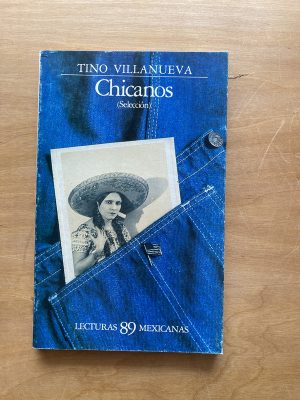 TINO VILLANUEVA
Chicanos
(Selección)
LECTURAS 89 MEXICANAS